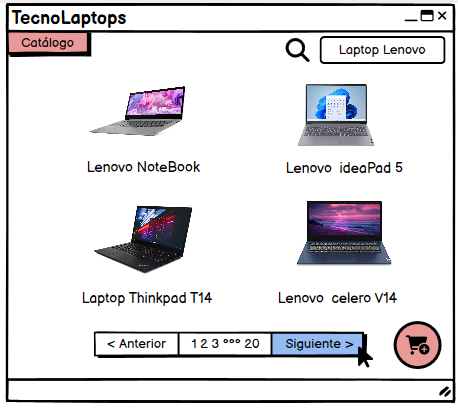 TecnoLaptops
Catálogo
Laptop Lenovo
Lenovo NoteBook
Lenovo ideaPad 5
Laptop Thinkpad T14
Lenovo celero V14
< Anterior
1 2 3 °°° 20
Siguiente >